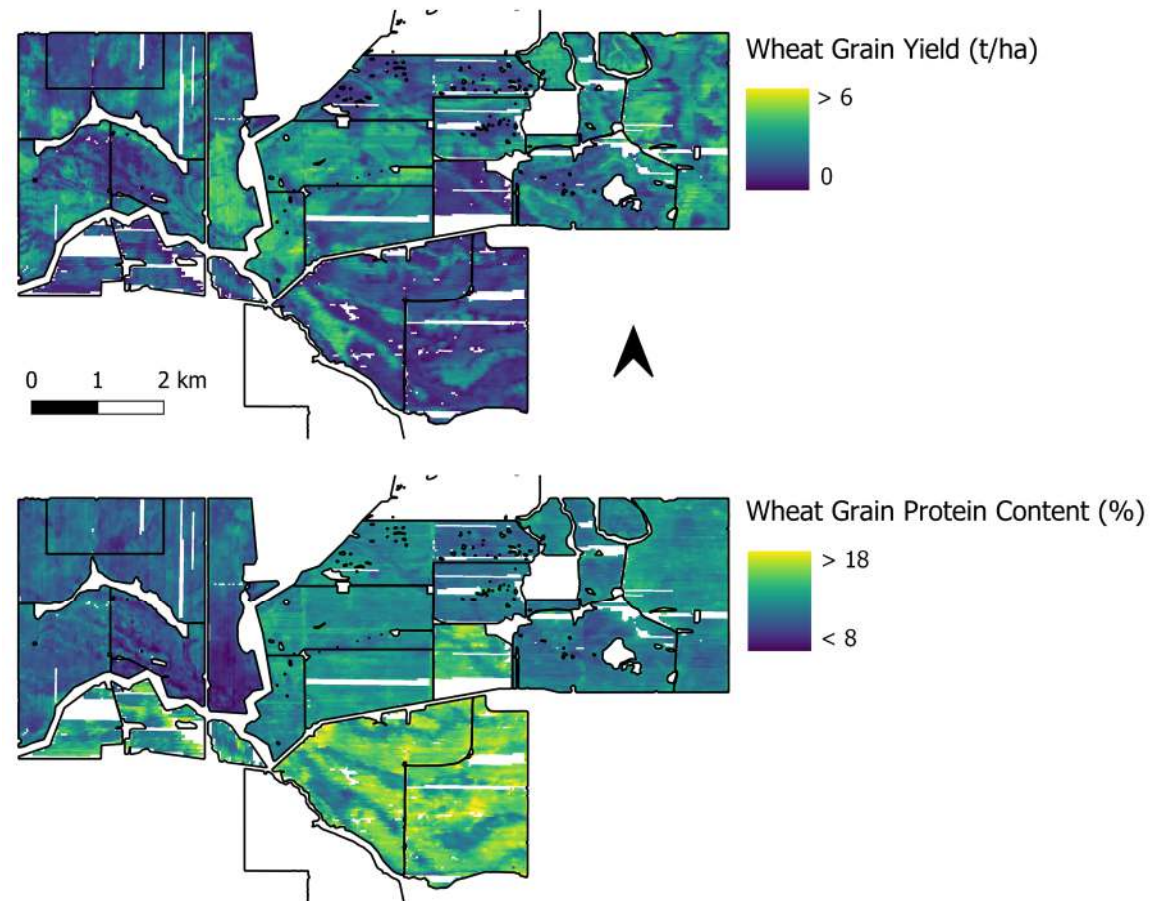 Wheat Grain Yield (t/ha)
> 6
0
0 1 2 km
Wheat Grain Protein Content (%)
> 18
< 8